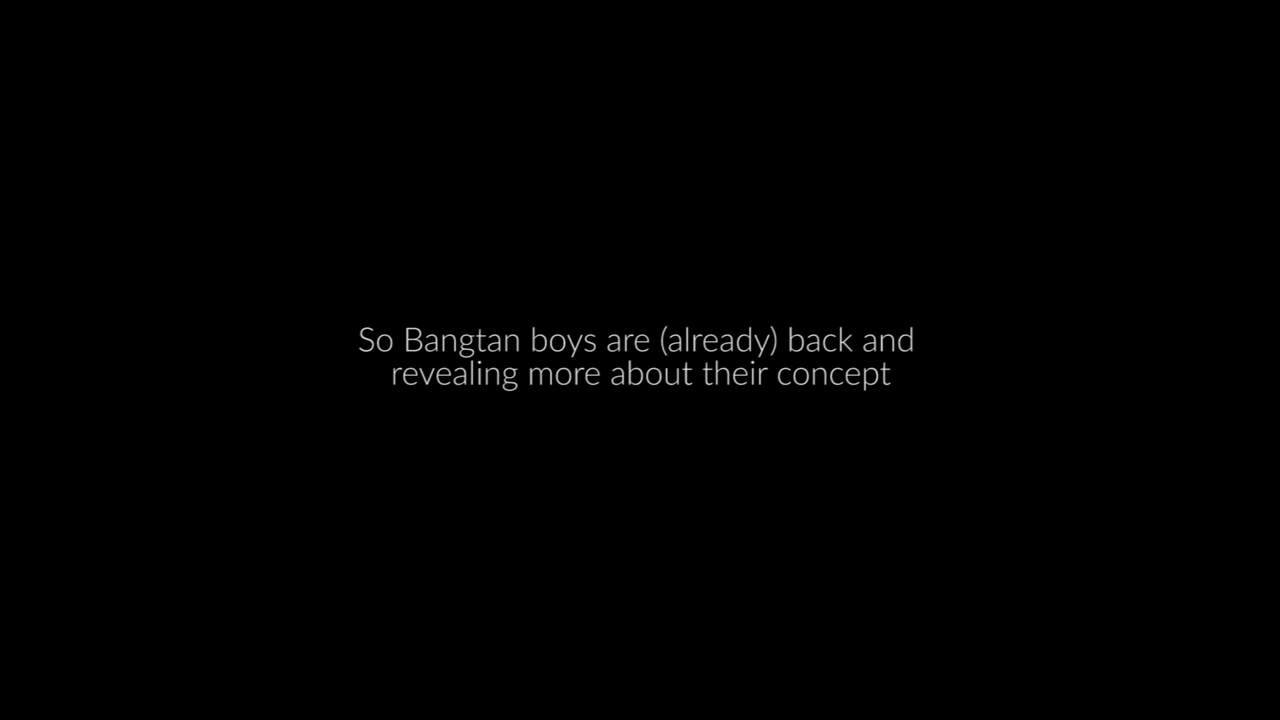 So Bangtan boys are (already) back and
revealing more about their concept